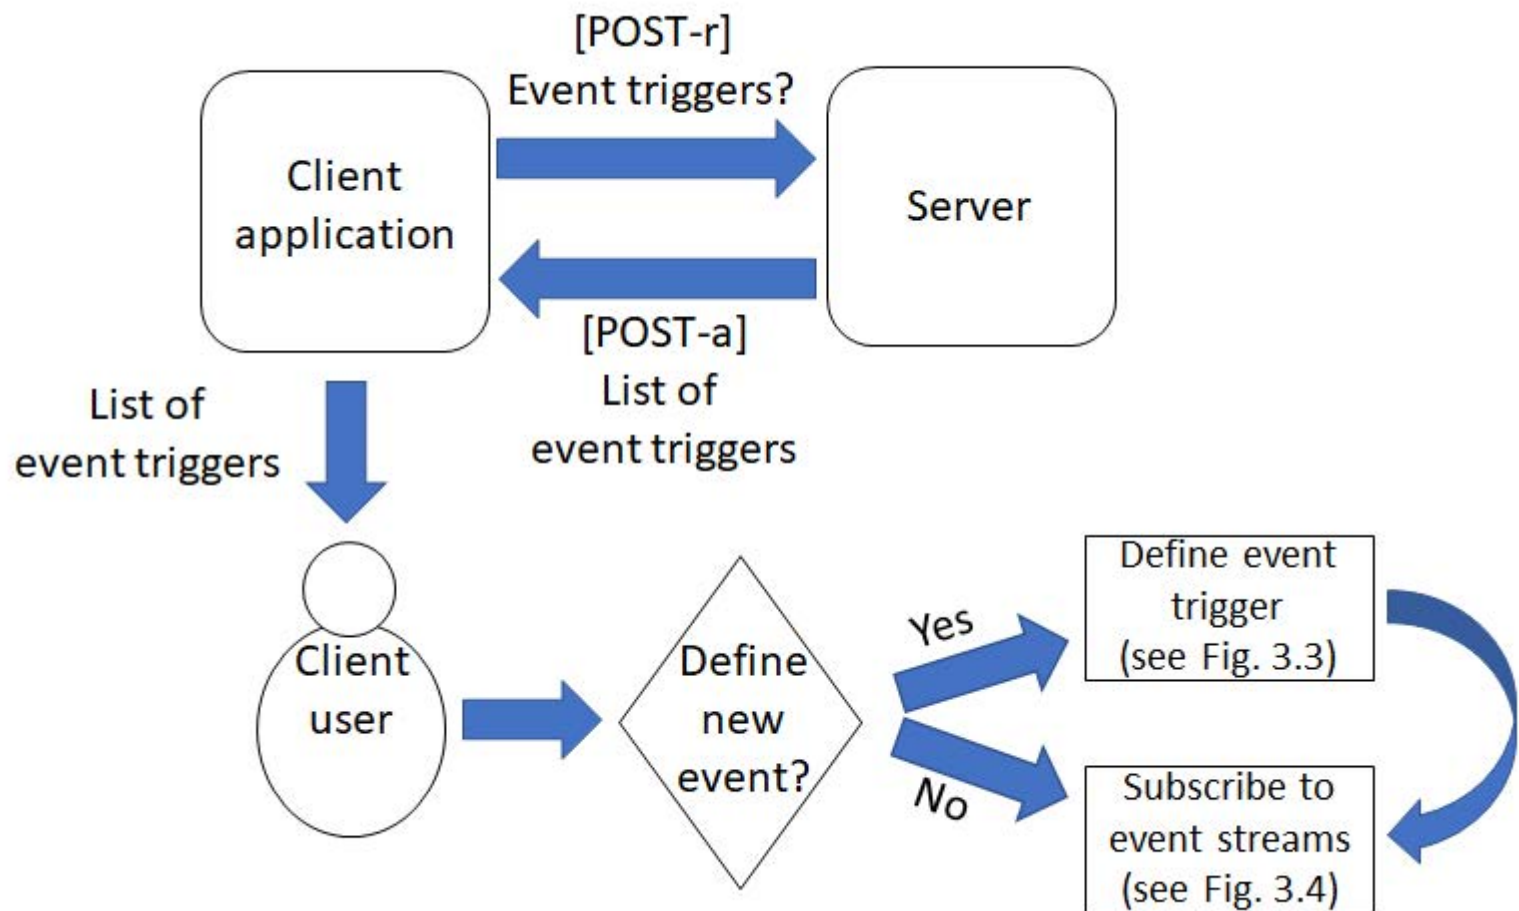 [POST-r]
Event triggers?
Client
application
Server
[POST-a]
List of
event triggers
List of
event triggers
Client
user
Define
new
event?
Yes
No
Define event
trigger
(see Fig. 3.3)
Subscribe to
event streams
(see Fig. 3.4)